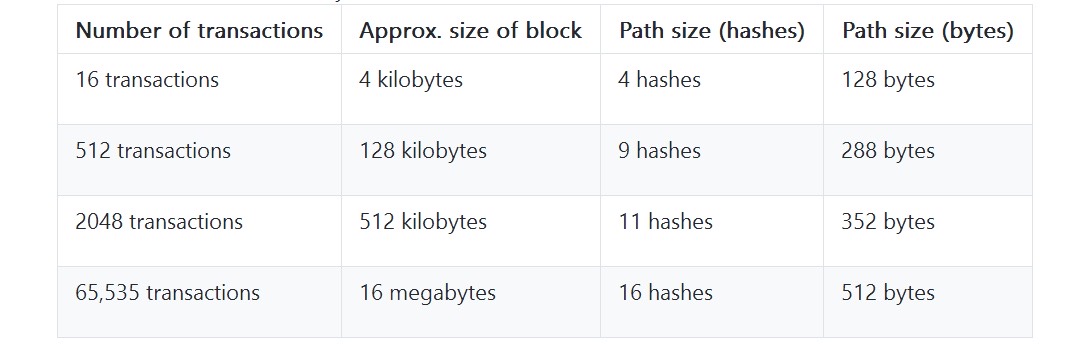 Number of transactions Approx. size of block Path size (hashes) Path size (bytes)
16 transactions 4 kilobytes 4 hashes 128 bytes
512 transactions 128 kilobytes 9 hashes 288 bytes
2048 transactions 512 kilobytes 11 hashes 352 bytes
65,535 transactions 16 megabytes 16 hashes 512 bytes